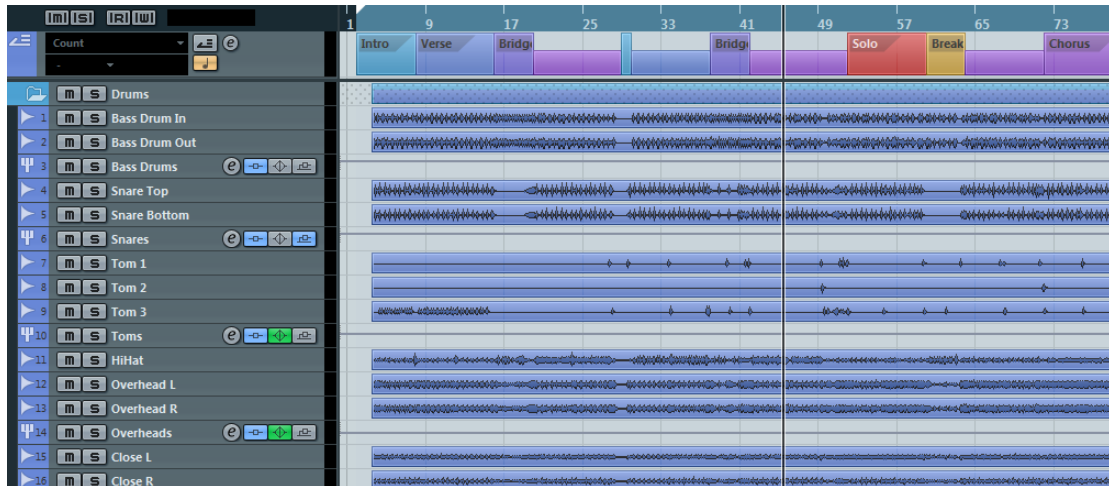 m S R W
1 9 17 25 33 41 49 57 65 73
Count e
Intro Verse Bridg Bridg Solo Break Chorus
-
m S Drums
1 m S Bass Drum In
2 m S Bass Drum Out
3 m S Bass Drums e
4 m S Snare Top
5 m S Snare Bottom
6 m S Snares e
7 m S Tom 1
8 m S Tom 2
9 m S Tom 3
10 m S Toms e
11 m S HiHat
12 m S Overhead L
13 m S Overhead R
14 m S Overheads e
15 m S Close L
16 m S Close R